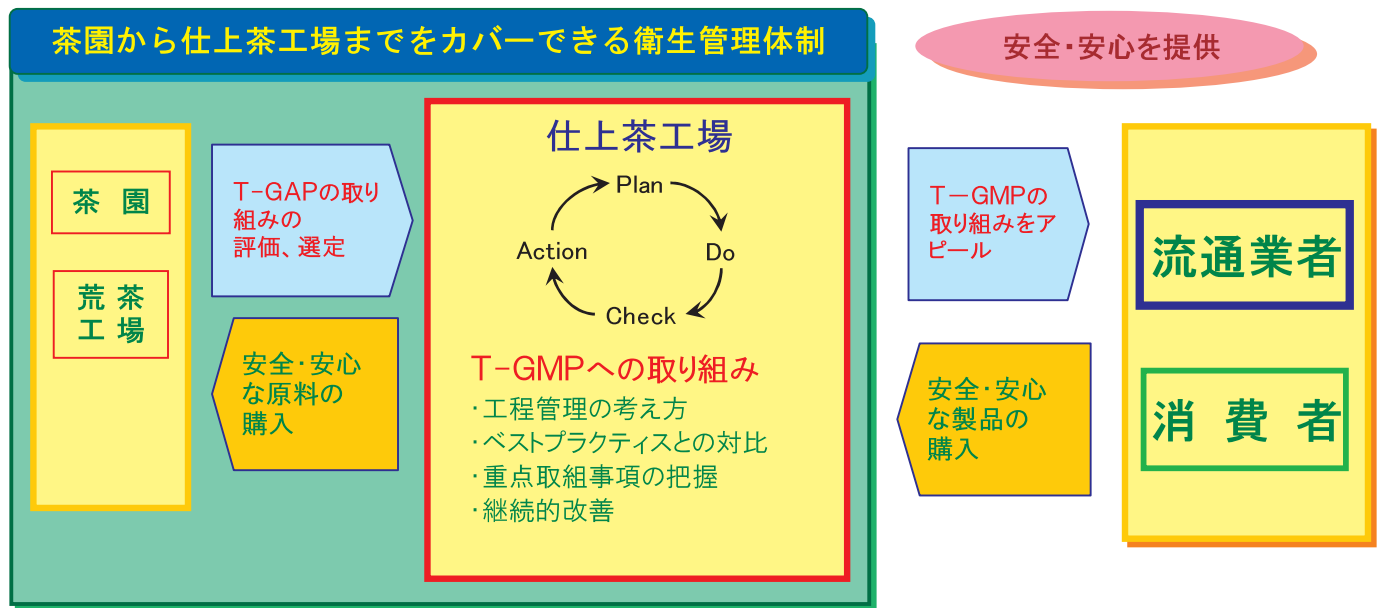 茶園から仕上茶工場までをカバーできる衛生管理体制
安全・安心を提供
茶 園
荒 茶
工 場
T-GAPの取り
組みの
評価、選定
安全・安心
な原料の
購入
仕上茶工場
Plan
Do
Check
Action
T-GMPへの取り組み
・工程管理の考え方
・ベストプラクティスとの対比
・重点取組事項の把握
・継続的改善
T－GMPの
取り組みをア
ピール
安全・安心
な製品の
購入
流通業者
消 費 者